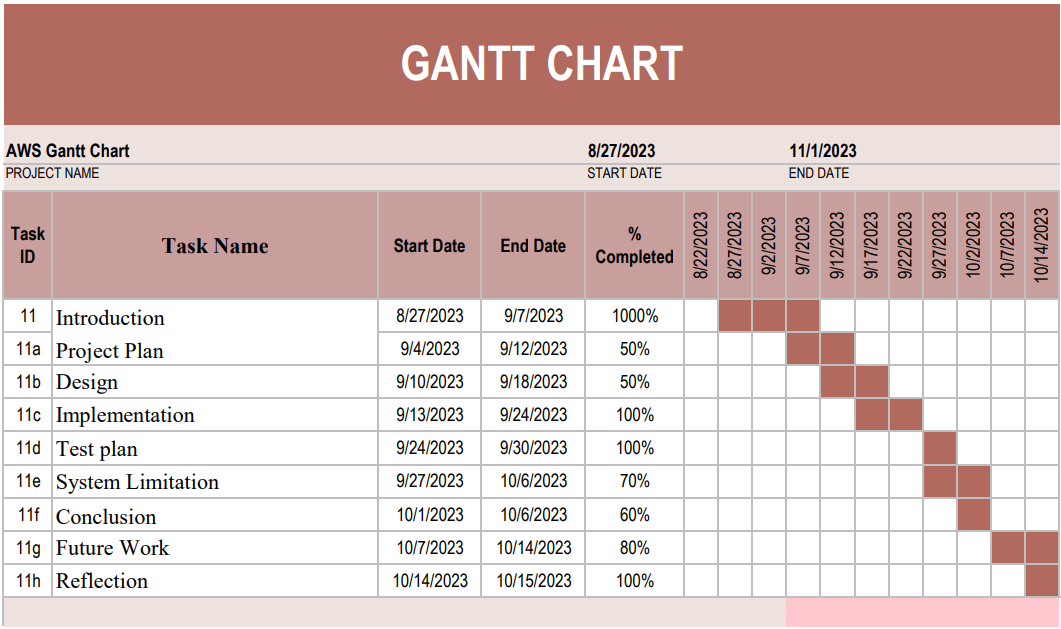 GANTT CHART
AWS Gantt Chart 8/27/2023 11/1/2023
PROJECT NAME START DATE END DATE
Task ID Task Name Start Date End Date % Completed 8/22/2023 8/27/2023 9/2/2023 9/7/2023 9/12/2023 9/17/2023 9/22/2023 9/27/2023 10/2/2023 10/7/2023 10/14/2023
11 Introduction 8/27/2023 9/7/2023 1000%
11a Project Plan 9/4/2023 9/12/2023 50%
11b Design 9/10/2023 9/18/2023 50%
11c Implementation 9/13/2023 9/24/2023 100%
11d Test plan 9/24/2023 9/30/2023 100%
11e System Limitation 9/27/2023 10/6/2023 70%
11f Conclusion 10/1/2023 10/6/2023 60%
11g Future Work 10/7/2023 10/14/2023 80%
11h Reflection 10/14/2023 10/15/2023 100%